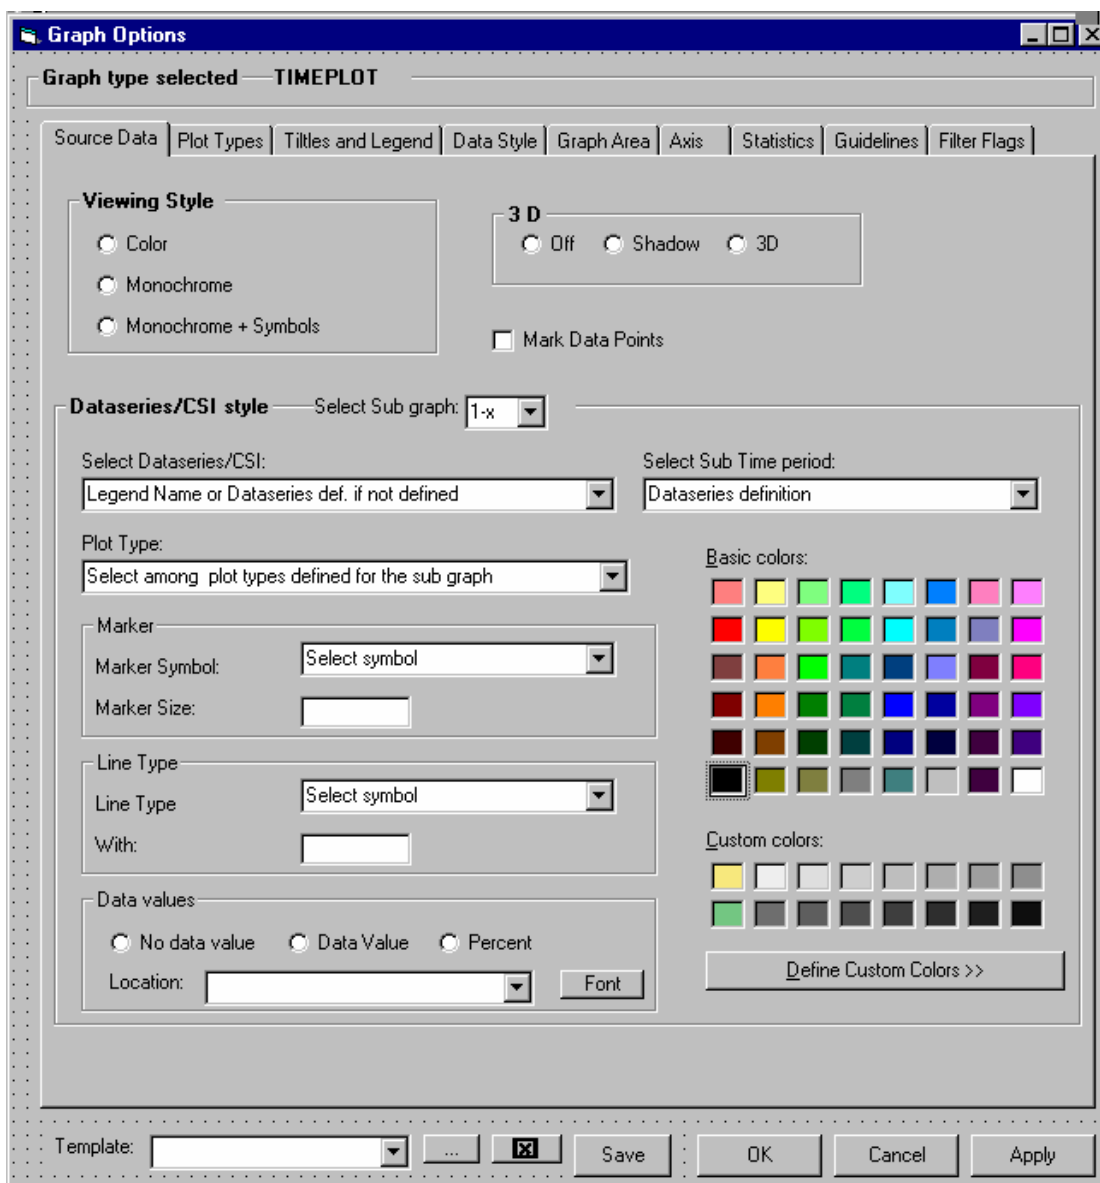 Graph Options
Graph type selected TIMEPLOT
Source Data Plot Types Tiltles and Legend Data Style Graph Area Axis Statistics Guidelines Filter Flags
Viewing Style
3 D
Color
Off Shadow 3D
Monochrome
Monochrome + Symbols
Mark Data Points
Dataseries/CSI style Select Sub graph: 1-x
Select Dataseries/CSI: Select Sub Time period:
Legend Name or Dataseries def. if not defined Dataseries definition
Plot Type:
Select among plot types defined for the sub graph
Basic colors:
Marker
Marker Symbol: Select symbol
Marker Size:
Line Type
Line Type Select symbol
With:
Custom colors:
Data values
No data value Data Value Percent
Location: Font
Define Custom Colors >>
Template: ... Save OK Cancel Apply